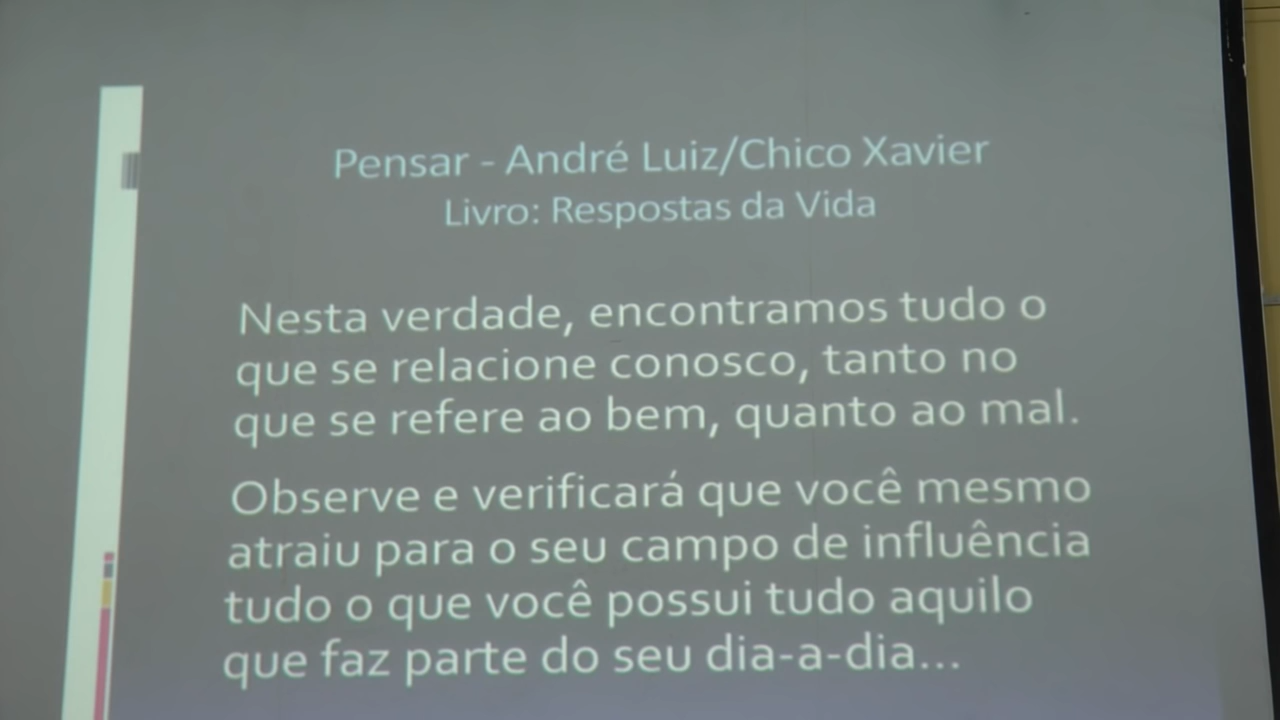 Pensar - André Luiz/Chico Xavier
Livro: Respostas da Vida
Nesta verdade, encontramos tudo o
que se relacione conosco, tanto no
que se refere ao bem, quanto ao mal.
Observe e verificará que você mesmo
atraiu para o seu campo de influência
tudo o que você possui tudo aquilo
que faz parte do seu dia-a-dia...